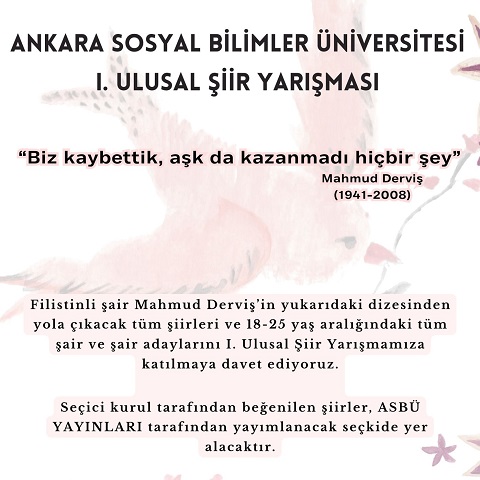 ANKARA SOSYAL BİLİMLER ÜNİVERSİTESİ
I. ULUSAL ŞİİR YARIŞMASI
“Biz kaybettik, aşk da kazanmadı hiçbir şey”
Mahmud Derviş
(1941-2008)
Filistinli şair Mahmud Derviş’in yukarıdaki dizesinden
yola çıkacak tüm şiirleri ve 18-25 yaş aralığındaki tüm
şair ve şair adaylarını I. Ulusal Şiir Yarışmamıza
katılmaya davet ediyoruz.
Seçici kurul tarafından beğenilen şiirler, ASBÜ
YAYINLARI tarafından yayımlanacak seçkide yer
alacaktır.